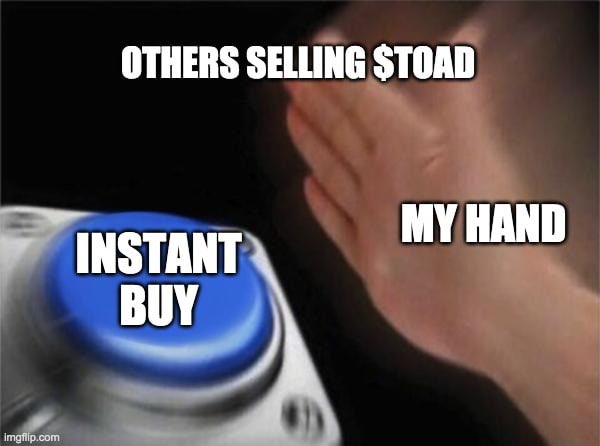 OTHERS SELLING $TOAD
MY HAND
INSTANT
BUY
imgflip.com